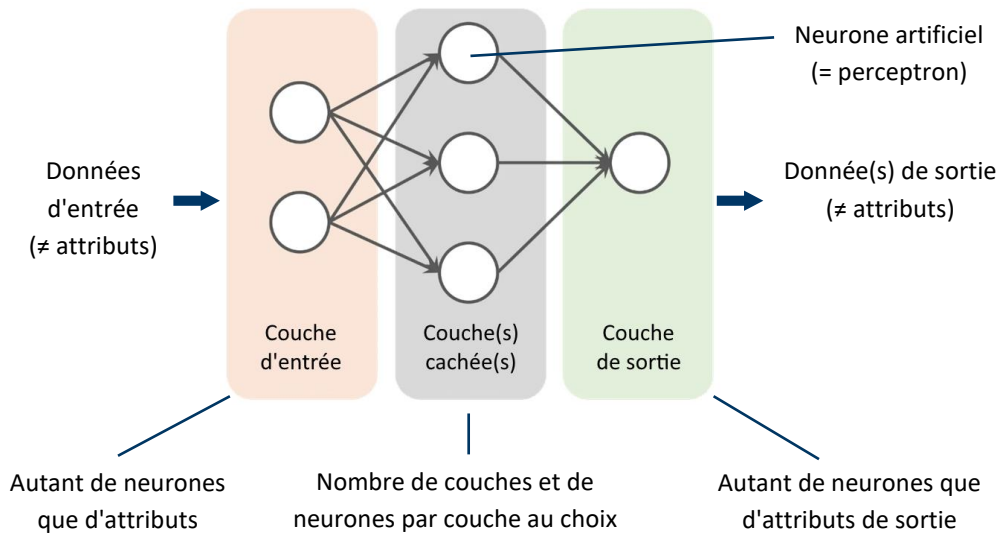 Neurone artificiel
(= perceptron)
Données
d'entrée
(≠ attributs)
Donnée(s) de sortie
(≠ attributs)
Couche
d'entrée
Couche(s)
cachée(s)
Couche
de sortie
Autant de neurones
que d'attributs
Nombre de couches et de
neurones par couche au choix
Autant de neurones que
d'attributs de sortie